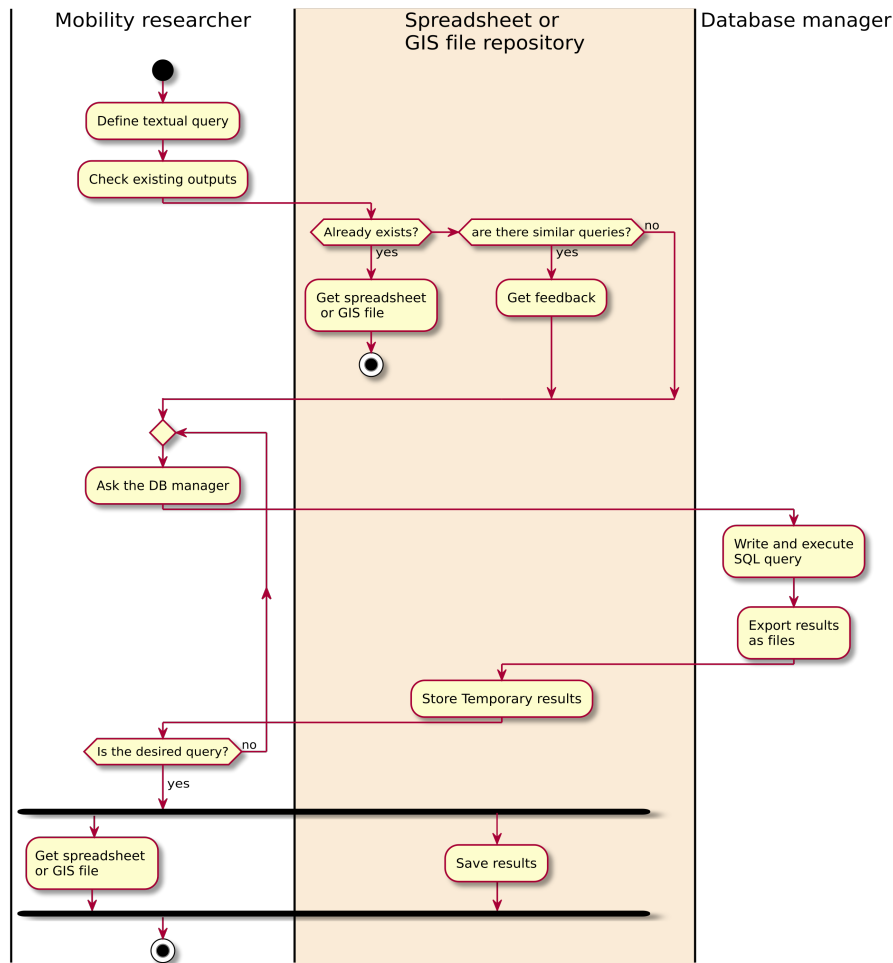 Mobility researcher
Spreadsheet or
GIS file repository
Database manager
Define textual query
Check existing outputs
Already exists?
are there similar queries?
no
yes
yes
Get spreadsheet
or GIS file
Get feedback
Ask the DB manager
Write and execute
SQL query
Export results
as files
Store Temporary results
Is the desired query?
no
yes
Get spreadsheet
or GIS file
Save results